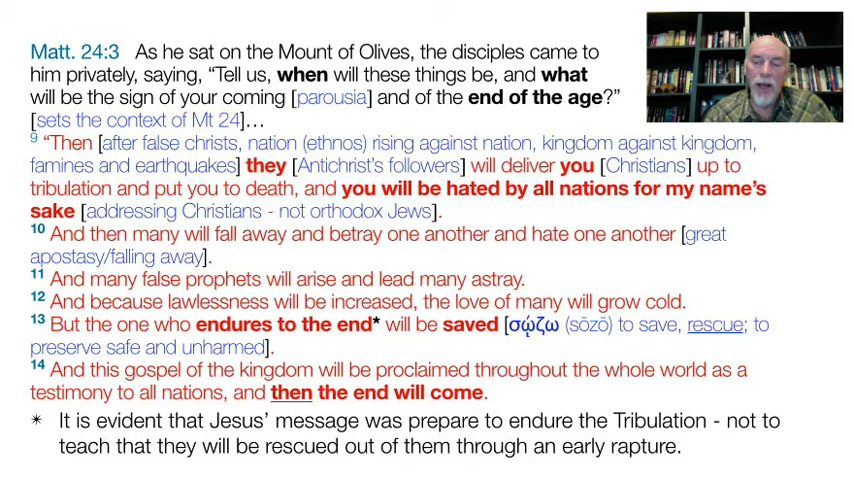 Matt. 24:3 As he sat on the Mount of Olives, the disciples came to
him privately, saying, “Tell us, when will these things be, and what
will be the sign of your coming [parousia] and of the end of the age?”
[sets the context of Mt 24]…
9 “Then [after false christs, nation (ethnos) rising against nation, kingdom against kingdom,
famines and earthquakes] they [Antichrist’s followers] will deliver you [Christians] up to
tribulation and put you to death, and you will be hated by all nations for my name’s
sake [addressing Christians - not orthodox Jews].
10 And then many will fall away and betray one another and hate one another [great
apostasy/falling away].
11 And many false prophets will arise and lead many astray.
12 And because lawlessness will be increased, the love of many will grow cold.
13 But the one who endures to the end* will be saved [σῴζω (sōzō) to save, rescue; to
preserve safe and unharmed].
14 And this gospel of the kingdom will be proclaimed throughout the whole world as a
testimony to all nations, and then the end will come.
* It is evident that Jesus’ message was prepare to endure the Tribulation - not to
teach that they will be rescued out of them through an early rapture.